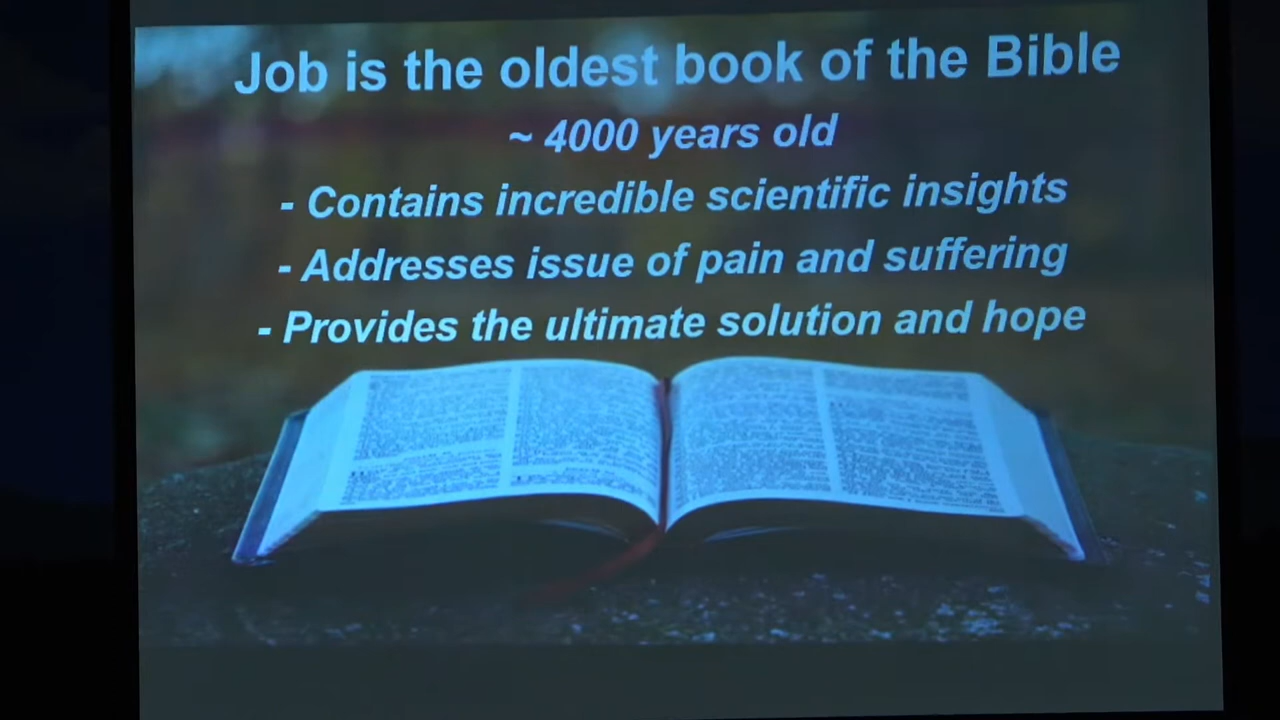 Job is the oldest book of the Bible
~ 4000 years old
- Contains incredible scientific insights
- Addresses issue of pain and suffering
- Provides the ultimate solution and hope